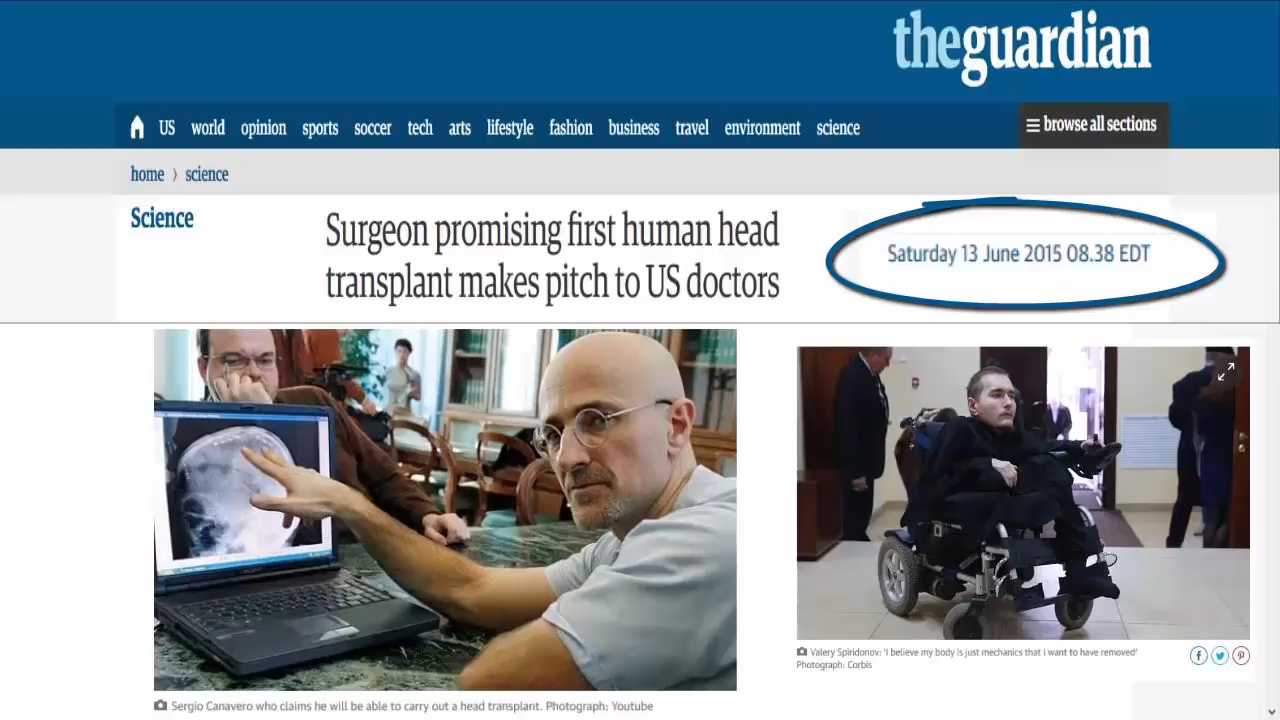 theguardian
US world opinion sports soccer tech arts lifestyle fashion business travel environment science
browse all sections
home 〉 science
Science
Surgeon promising first human head
transplant makes pitch to US doctors
Saturday 13 June 2015 08.38 EDT
Valery Spiridonov: 'I believe my body is just mechanics that I want to have removed'
Photograph: Corbis
Sergio Canavero who claims he will be able to carry out a head transplant. Photograph: Youtube